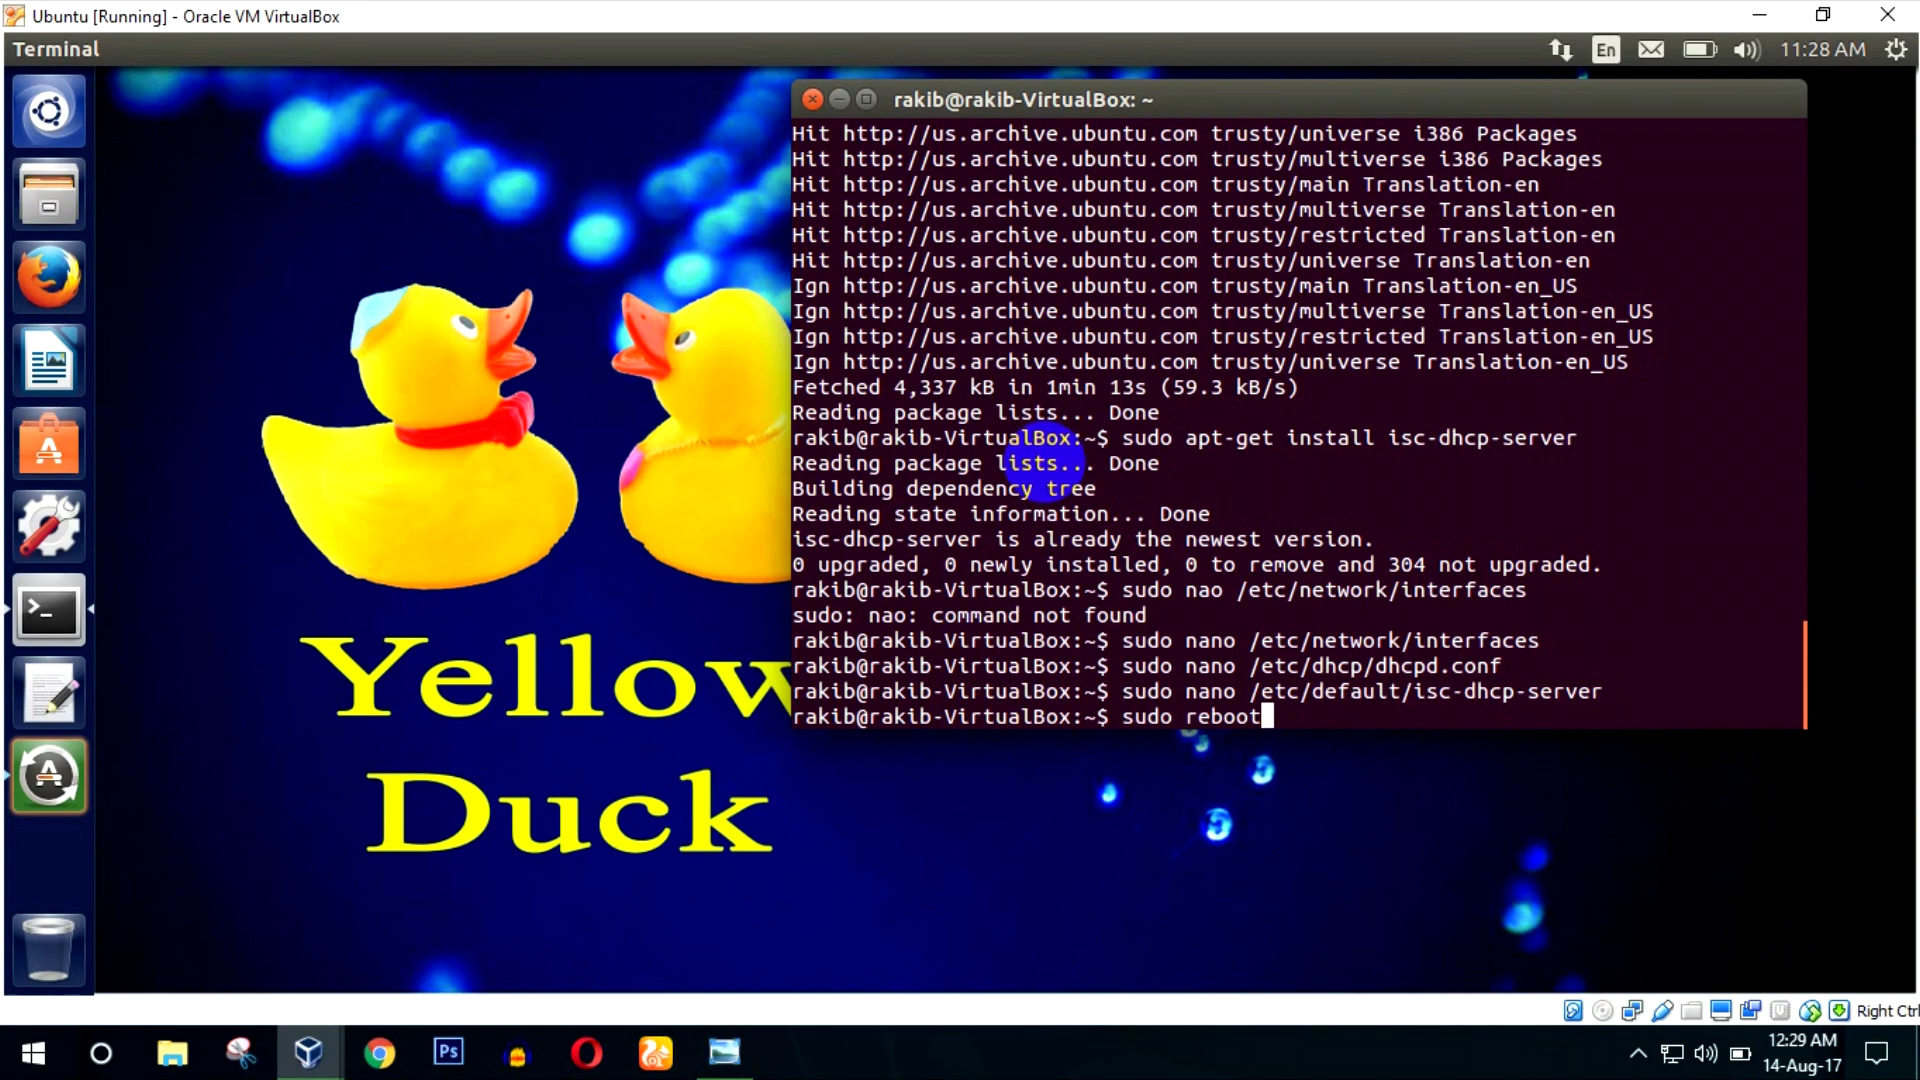 Ubuntu [Running] - Oracle VM VirtualBox
Terminal
En
11:28 AM
rakib@rakib-VirtualBox: ~
Hit http://us.archive.ubuntu.com trusty/universe i386 Packages
Hit http://us.archive.ubuntu.com trusty/multiverse i386 Packages
Hit http://us.archive.ubuntu.com trusty/main Translation-en
Hit http://us.archive.ubuntu.com trusty/multiverse Translation-en
Hit http://us.archive.ubuntu.com trusty/restricted Translation-en
Hit http://us.archive.ubuntu.com trusty/universe Translation-en
Ign http://us.archive.ubuntu.com trusty/main Translation-en_US
Ign http://us.archive.ubuntu.com trusty/multiverse Translation-en_US
Ign http://us.archive.ubuntu.com trusty/restricted Translation-en_US
Ign http://us.archive.ubuntu.com trusty/universe Translation-en_US
Fetched 4,337 kB in 1min 13s (59.3 kB/s)
Reading package lists... Done
rakib@rakib-VirtualBox:~$ sudo apt-get install isc-dhcp-server
Reading package lists... Done
Building dependency tree
Reading state information... Done
isc-dhcp-server is already the newest version.
0 upgraded, 0 newly installed, 0 to remove and 304 not upgraded.
rakib@rakib-VirtualBox:~$ sudo nao /etc/network/interfaces
sudo: nao: command not found
rakib@rakib-VirtualBox:~$ sudo nano /etc/network/interfaces
rakib@rakib-VirtualBox:~$ sudo nano /etc/dhcp/dhcpd.conf
rakib@rakib-VirtualBox:~$ sudo nano /etc/default/isc-dhcp-server
rakib@rakib-VirtualBox:~$ sudo reboot
Yellow
Duck
Right Ctrl
Ps
12:29 AM
14-Aug-17